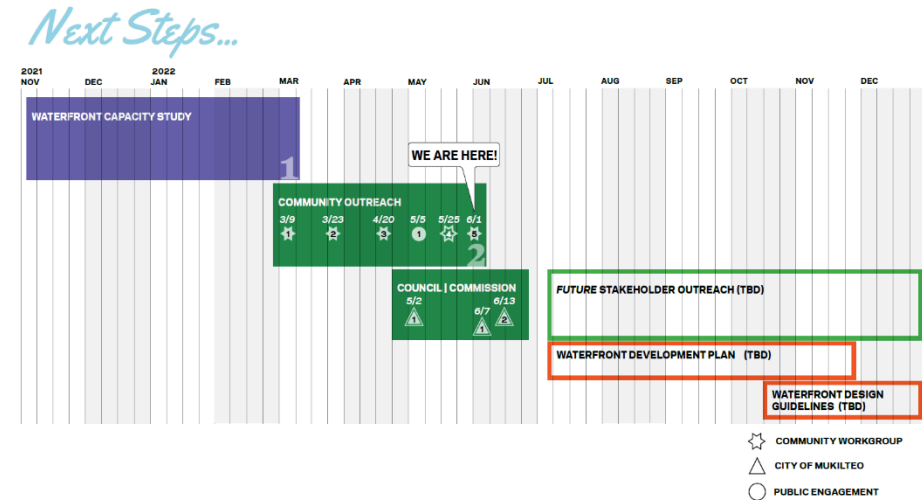 Next Steps...
2021 2022
NOV DEC JAN FEB MAR APR MAY JUN JUL AUG SEP OCT NOV DEC
WATERFRONT CAPACITY STUDY
1
WE ARE HERE!
COMMUNITY OUTREACH
3/9 3/23 4/20 5/5 5/25 6/1
1 2 3 1 4 5
2
COUNCIL | COMMISSION
5/2 6/7 6/13
1 1 2
FUTURE STAKEHOLDER OUTREACH (TBD)
WATERFRONT DEVELOPMENT PLAN (TBD)
WATERFRONT DESIGN
GUIDELINES (TBD)
COMMUNITY WORKGROUP
CITY OF MUKILTEO
PUBLIC ENGAGEMENT